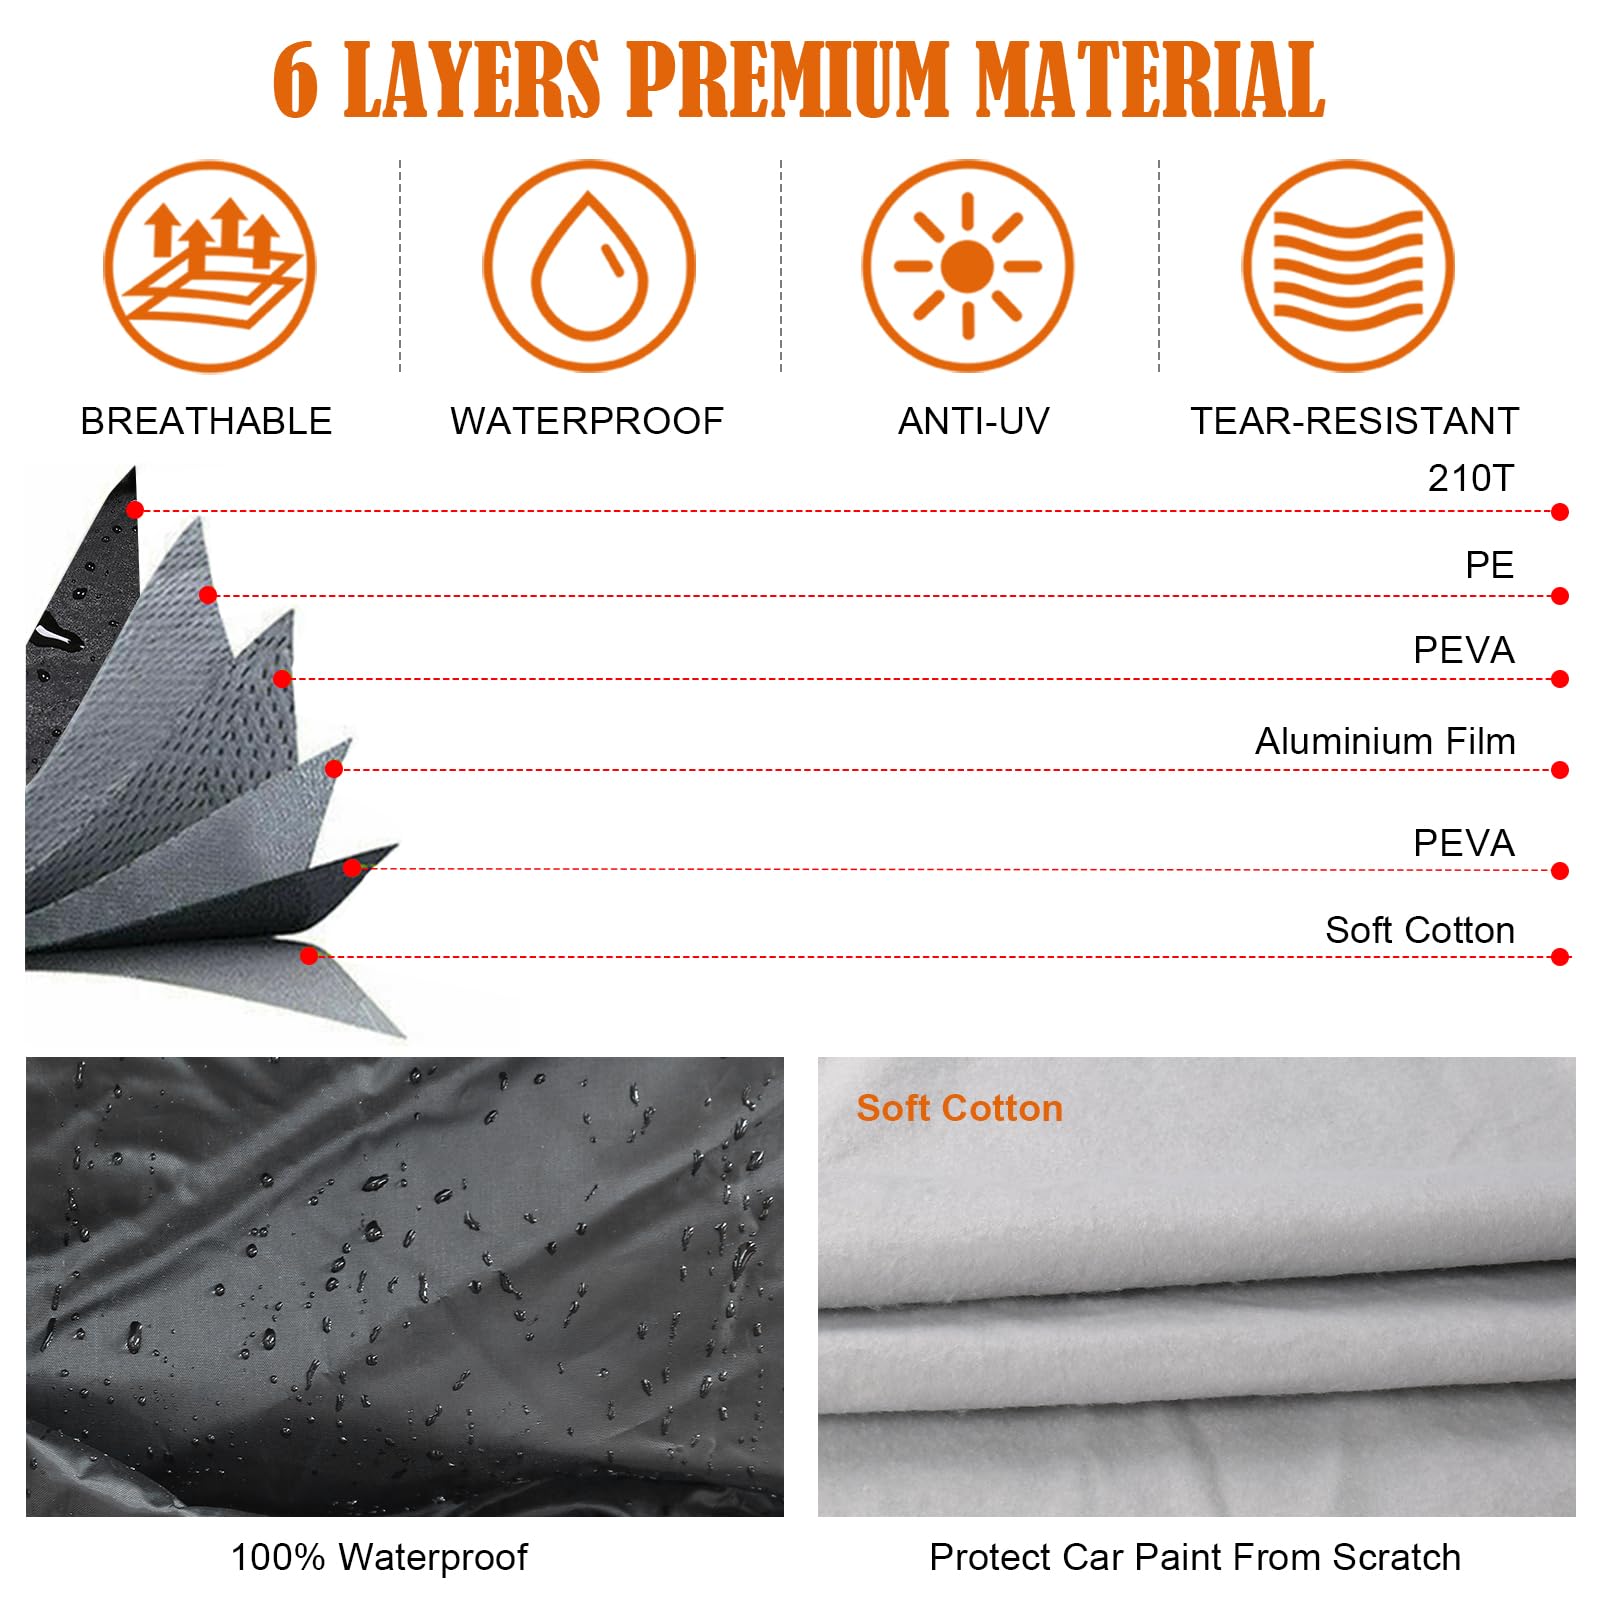 6 LAYERS PREMIUM MATERIAL
BREATHABLE
WATERPROOF
ANTI-UV
TEAR-RESISTANT
210T
PE
PEVA
Aluminium Film
PEVA
Soft Cotton
Soft Cotton
100% Waterproof
Protect Car Paint From Scratch